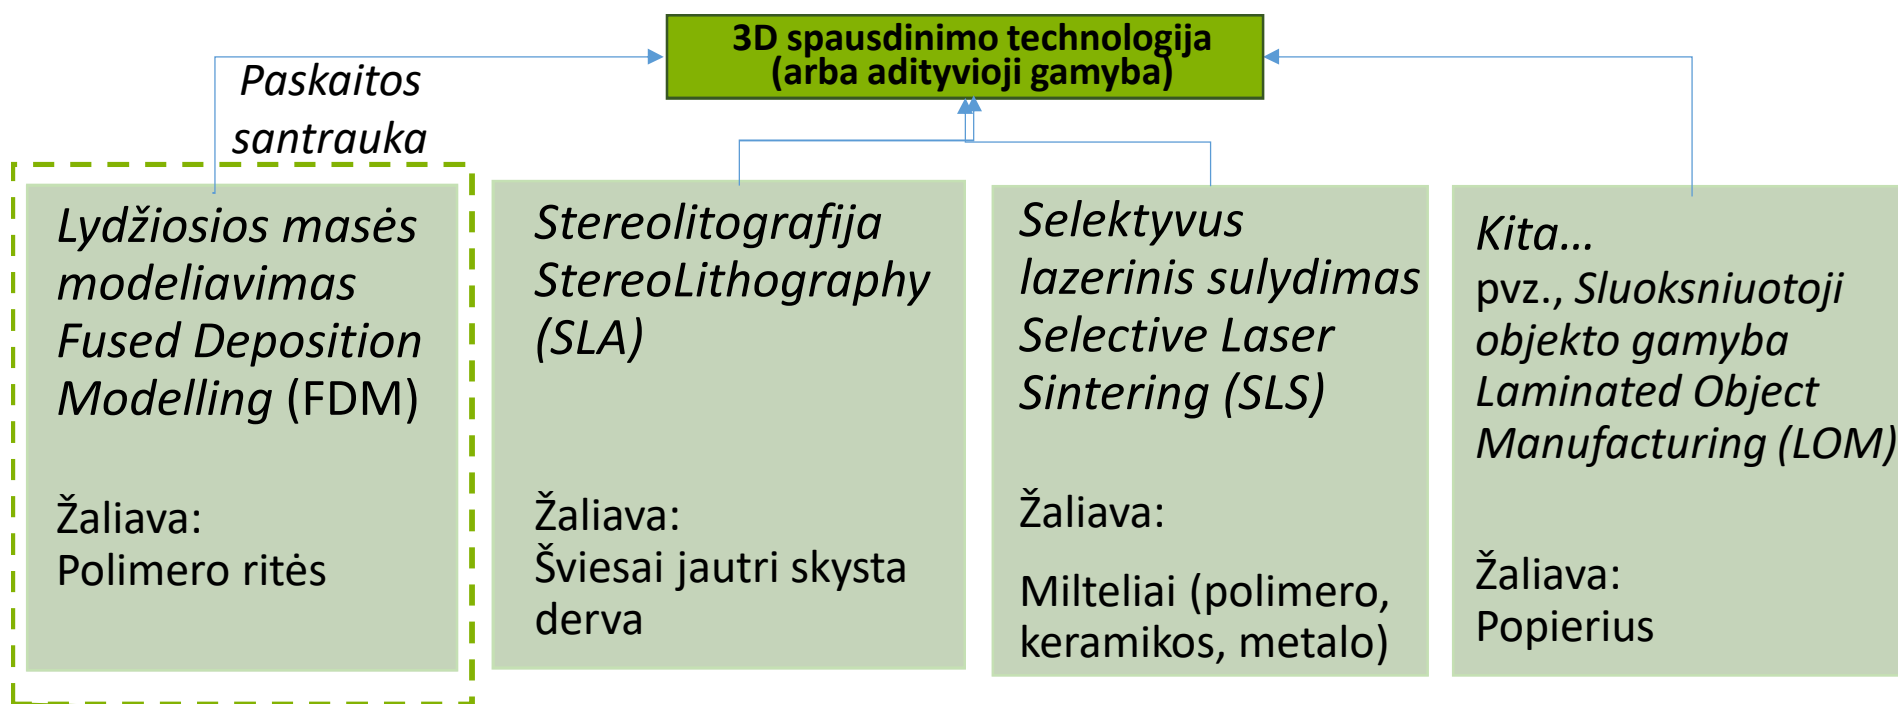 3D spausdinimo technologija
(arba adityvioji gamyba)
Paskaitos
santrauka
Lydžiosios masės
modeliavimas
Fused Deposition
Modelling (FDM)
Žaliava:
Polimero ritės
Stereolitografija
StereoLithography
(SLA)
Žaliava:
Šviesai jautri skysta
derva
Selektyvus
lazerinis sulydimas
Selective Laser
Sintering (SLS)
Žaliava:
Milteliai (polimero,
keramikos, metalo)
Kita...
pvz., Sluoksniuotoji
objekto gamyba
Laminated Object
Manufacturing (LOM)
Žaliava:
Popierius